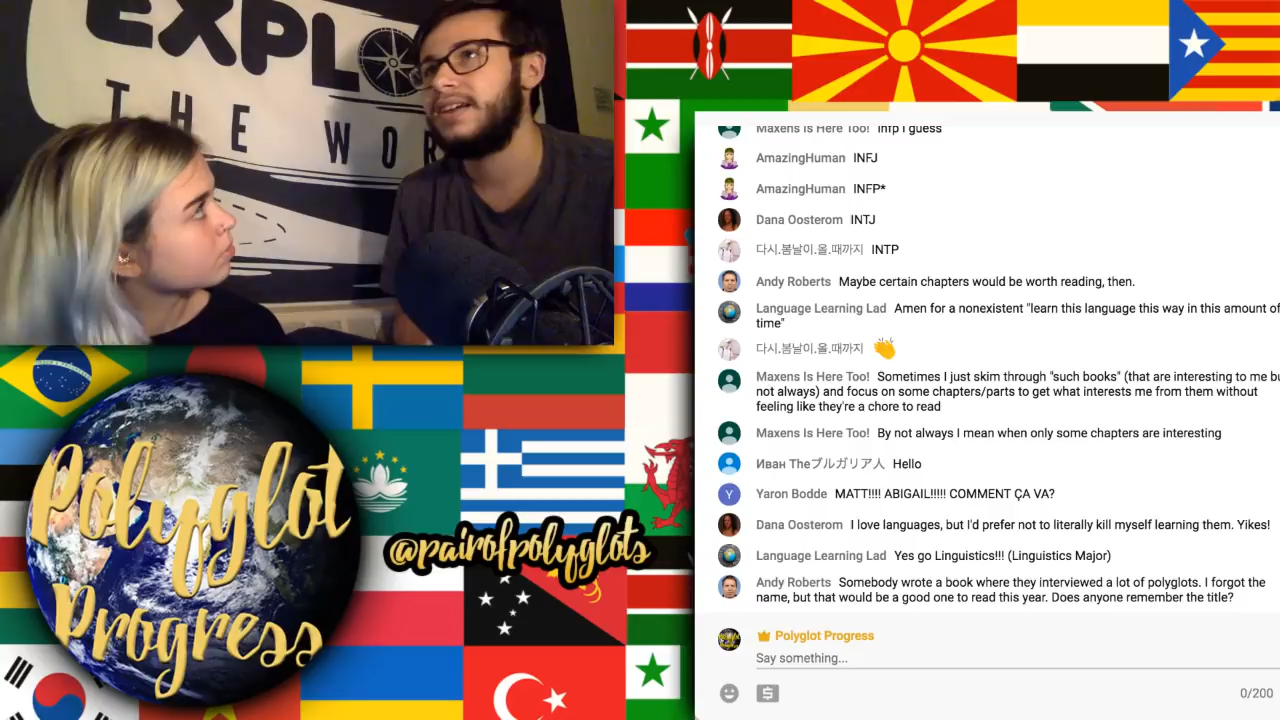 EXPLO
THE WOR
Maxens Is Here Too! Infp I guess
AmazingHuman INFJ
AmazingHuman INFP*
Dana Oosterom INTJ
다시.봄날이.올.때까지 INTP
Andy Roberts Maybe certain chapters would be worth reading, then.
Language Learning Lad Amen for a nonexistent "learn this language this way in this amount of
time"
다시.봄날이.올.때까지 👏
Maxens Is Here Too! Sometimes I just skim through "such books" (that are interesting to me bu
not always) and focus on some chapters/parts to get what interests me from them without
feeling like they're a chore to read
Maxens Is Here Too! By not always I mean when only some chapters are interesting
Иван Theブルガリア人 Hello
Y
Yaron Bodde MATT!!!! ABIGAIL!!!!! COMMENT ÇA VA?
Dana Oosterom I love languages, but I'd prefer not to literally kill myself learning them. Yikes!
Language Learning Lad Yes go Linguistics!!! (Linguistics Major)
Andy Roberts Somebody wrote a book where they interviewed a lot of polyglots. I forgot the
name, but that would be a good one to read this year. Does anyone remember the title?
Polyglot Progress
Say something...
0/200
Polyglot
Progress
@pairofpolyglots